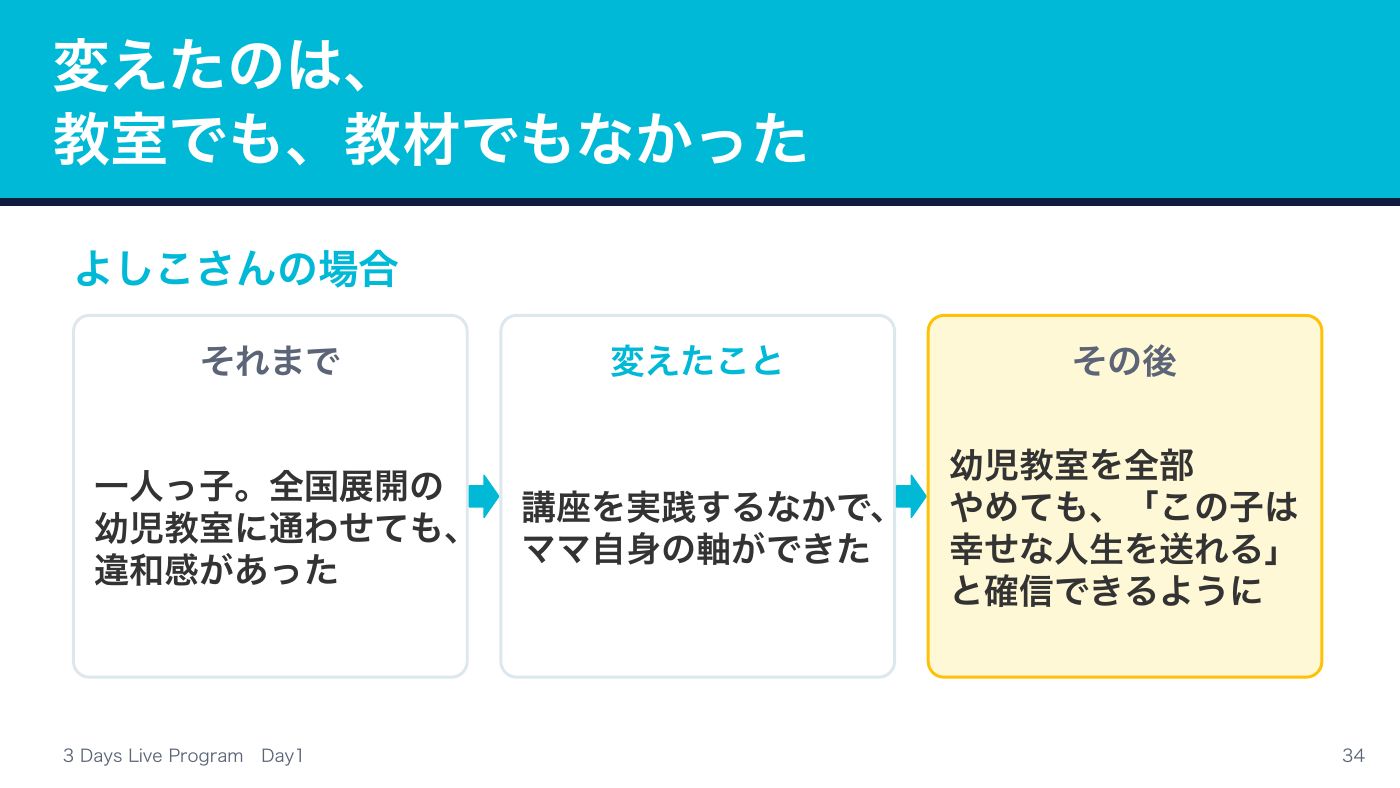 変えたのは、
教室でも、教材でもなかった
よしこさんの場合
それまで
一人っ子。全国展開の
幼児教室に通わせても、
違和感があった
変えたこと
講座を実践するなかで、
ママ自身の軸ができた
その後
幼児教室を全部
やめても、「この子は
幸せな人生を送れる」
と確信できるように
3 Days Live Program　Day1
34